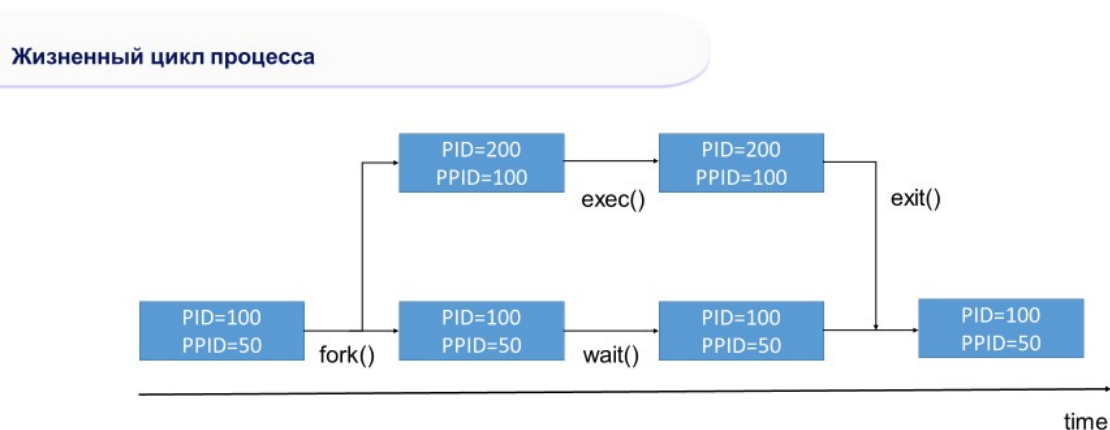 Жизненный цикл процесса
PID=200
PPID=100
exec()
PID=200
PPID=100
exit()
PID=100
PPID=50
fork()
PID=100
PPID=50
wait()
PID=100
PPID=50
PID=100
PPID=50
time